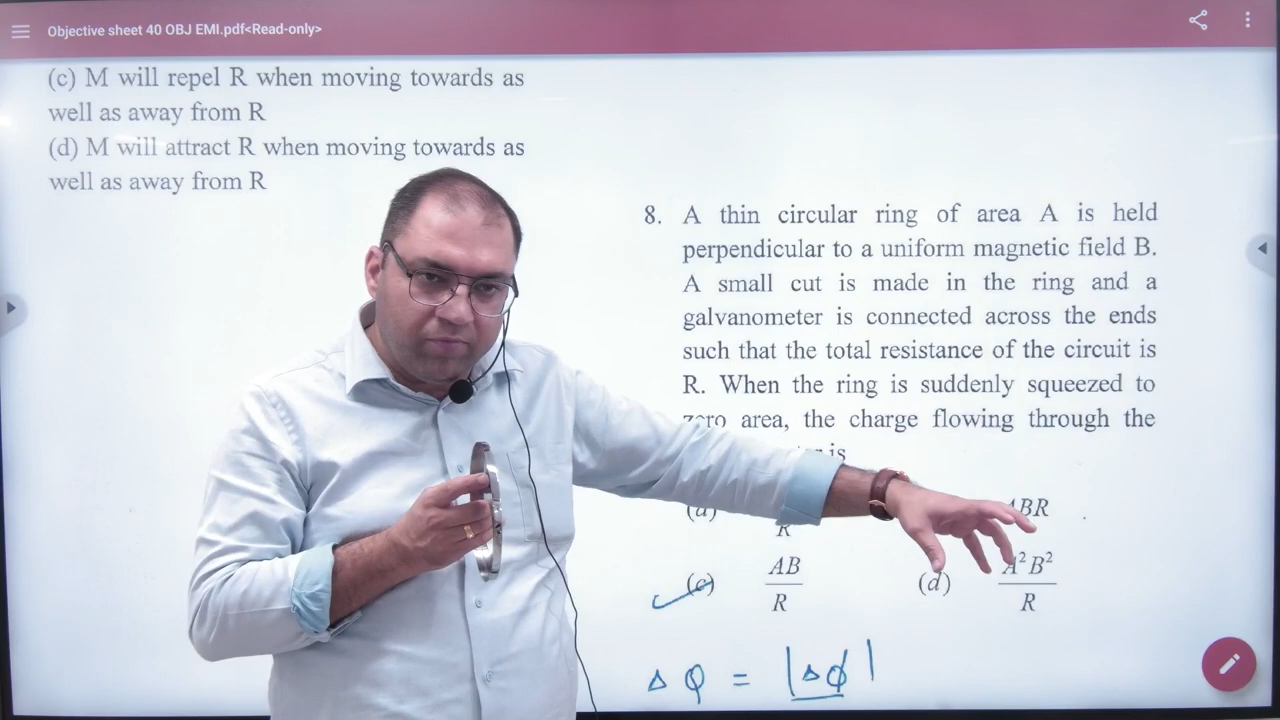 Objective sheet 40 OBJ EMI.pdf<Read-only>
(c) M will repel R when moving towards as
well as away from R
(d) M will attract R when moving towards as
well as away from R
8. A thin circular ring of area A is held
perpendicular to a uniform magnetic field B.
A small cut is made in the ring and a
galvanometer is connected across the ends
such that the total resistance of the circuit is
R. When the ring is suddenly squeezed to
area, the charge flowing through the
is
(a) R
ABR
(c) AB/R
(d) A²B²/R
ΔQ = |Δϕ|